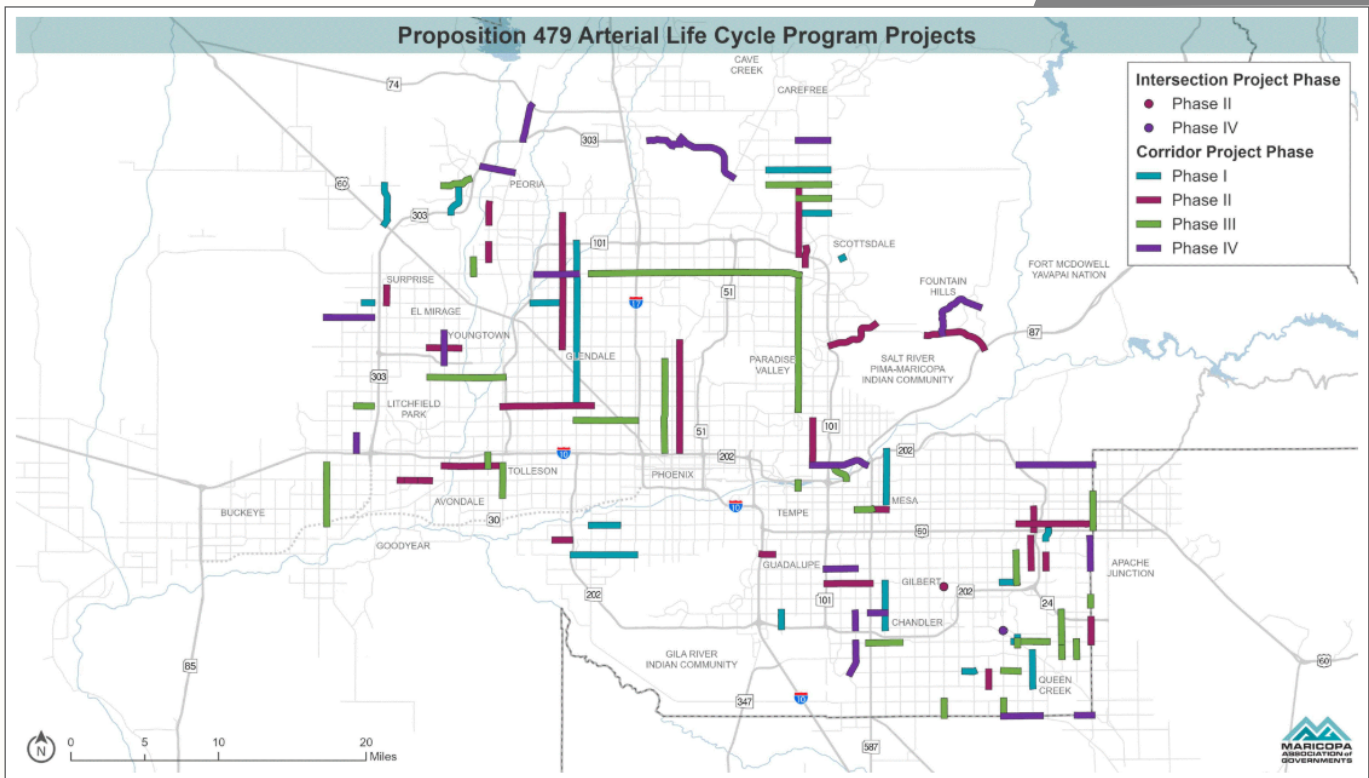 Proposition 479 Arterial Life Cycle Program Projects
CAVE
CREEK
CAREFREE
74
303
303
60
PEORIA
303
101
SCOTTSDALE
SURPRISE
51
17
FORT MCDOWELL
YAVAPAI NATION
FOUNTAIN
HILLS
87
EL MIRAGE
YOUNGTOWN
GLENDALE
PARADISE
VALLEY
SALT RIVER
PIMA-MARICOPA
INDIAN COMMUNITY
303
LITCHFIELD
PARK
101
51
202
202
10
TOLLESON
PHOENIX
BUCKEYE
AVONDALE
30
10
TEMPE
MESA
60
GOODYEAR
GUADALUPE
APACHE
JUNCTION
GILBERT
202
101
202
24
CHANDLER
GILA RIVER
INDIAN COMMUNITY
85
60
QUEEN
CREEK
347
10
587
Intersection Project Phase
Phase II
Phase IV
Corridor Project Phase
Phase I
Phase II
Phase III
Phase IV
N
0 5 10 20
Miles
MARICOPA
ASSOCIATION of
GOVERNMENTS